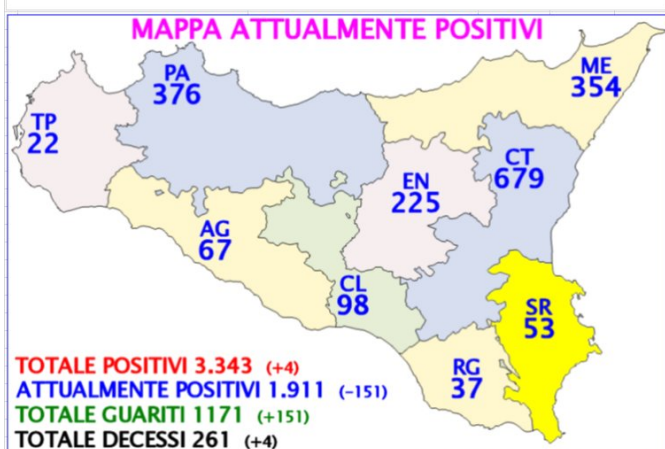 MAPPA ATTUALMENTE POSITIVI
PA
376
ME
354
TP
22
CT
679
EN
225
AG
67
CL
98
SR
53
RG
37
TOTALE POSITIVI 3.343 (+4)
ATTUALMENTE POSITIVI 1.911 (-151)
TOTALE GUARITI 1171 (+151)
TOTALE DECESSI 261 (+4)